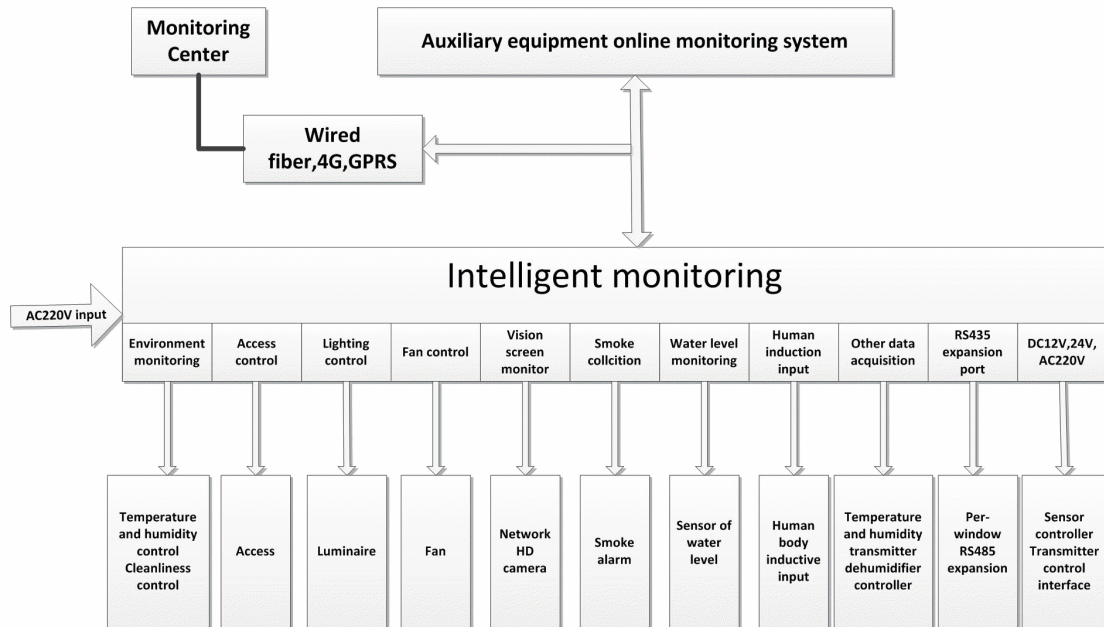 Monitoring
Center
Auxiliary equipment online monitoring system
Wired
fiber,4G,GPRS
Intelligent monitoring
AC220V input
Environment
monitoring
Access
control
Lighting
control
Fan control
Vision
screen
monitor
Smoke
collcition
Water level
monitoring
Human
induction
input
Other data
acquisition
RS435
expansion
port
DC12V,24V,
AC220V
Temperature
and humidity
control
Cleanliness
control
Access
Luminaire
Fan
Network
HD
camera
Smoke
alarm
Sensor of
water
level
Human
body
inductive
input
Temperature
and humidity
transmitter
dehumidifier
controller
Per-
window
RS485
expansion
Sensor
controller
Transmitter
control
interface